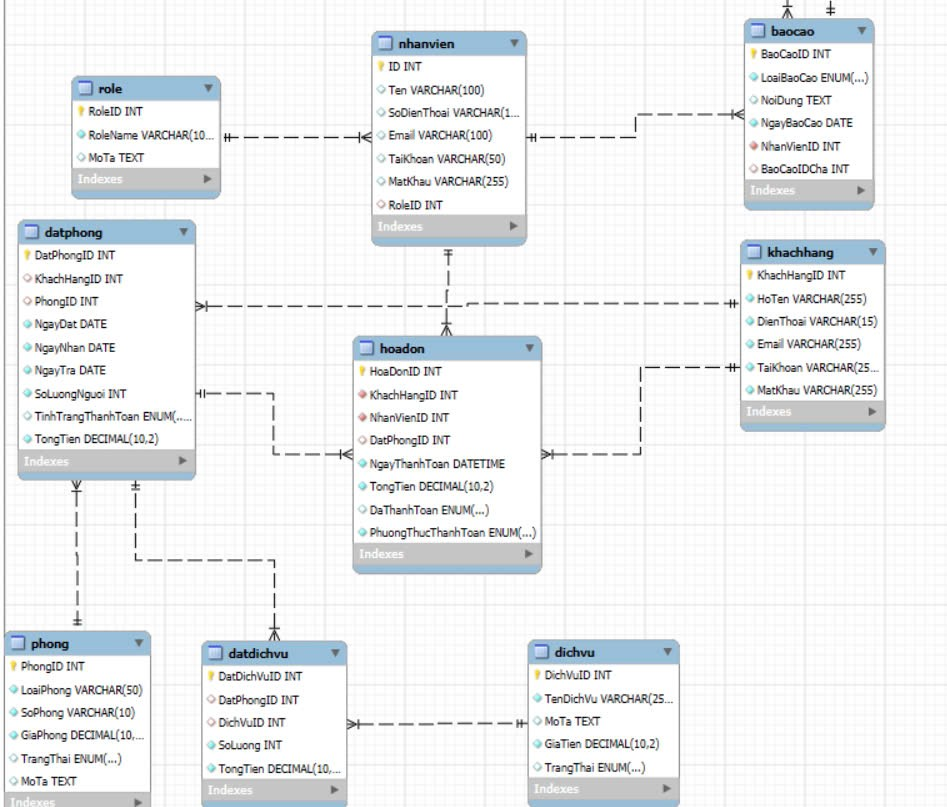 role
RoleID INT
RoleName VARCHAR(10...
MoTa TEXT
Indexes
nhanvien
ID INT
Ten VARCHAR(100)
SoDienThoai VARCHAR(1...
Email VARCHAR(100)
TaiKhoan VARCHAR(50)
MatKhau VARCHAR(255)
RoleID INT
Indexes
baocao
BaoCaoID INT
LoaiBaoCao ENUM(...)
NoiDung TEXT
NgayBaoCao DATE
NhanVienID INT
BaoCaoIDCha INT
Indexes
datphong
DatPhongID INT
KhachHangID INT
PhongID INT
NgayDat DATE
NgayNhan DATE
NgayTra DATE
SoLuongNguoi INT
TinhTrangThanhToan ENUM(.....
TongTien DECIMAL(10,2)
Indexes
hoadon
HoaDonID INT
KhachHangID INT
NhanVienID INT
DatPhongID INT
NgayThanhToan DATETIME
TongTien DECIMAL(10,2)
DaThanhToan ENUM(...)
PhuongThucThanhToan ENUM(...)
Indexes
khachhang
KhachHangID INT
HoTen VARCHAR(255)
DienThoai VARCHAR(15)
Email VARCHAR(255)
TaiKhoan VARCHAR(25...
MatKhau VARCHAR(255)
Indexes
phong
PhongID INT
LoaiPhong VARCHAR(50)
SoPhong VARCHAR(10)
GiaPhong DECIMAL(10,...
TrangThai ENUM(...)
MoTa TEXT
Indexes
datdichvu
DatDichVuID INT
DatPhongID INT
DichVuID INT
SoLuong INT
TongTien DECIMAL(10,...
Indexes
dichvu
DichVuID INT
TenDichVu VARCHAR(25...
MoTa TEXT
GiaTien DECIMAL(10,2)
TrangThai ENUM(...)
Indexes